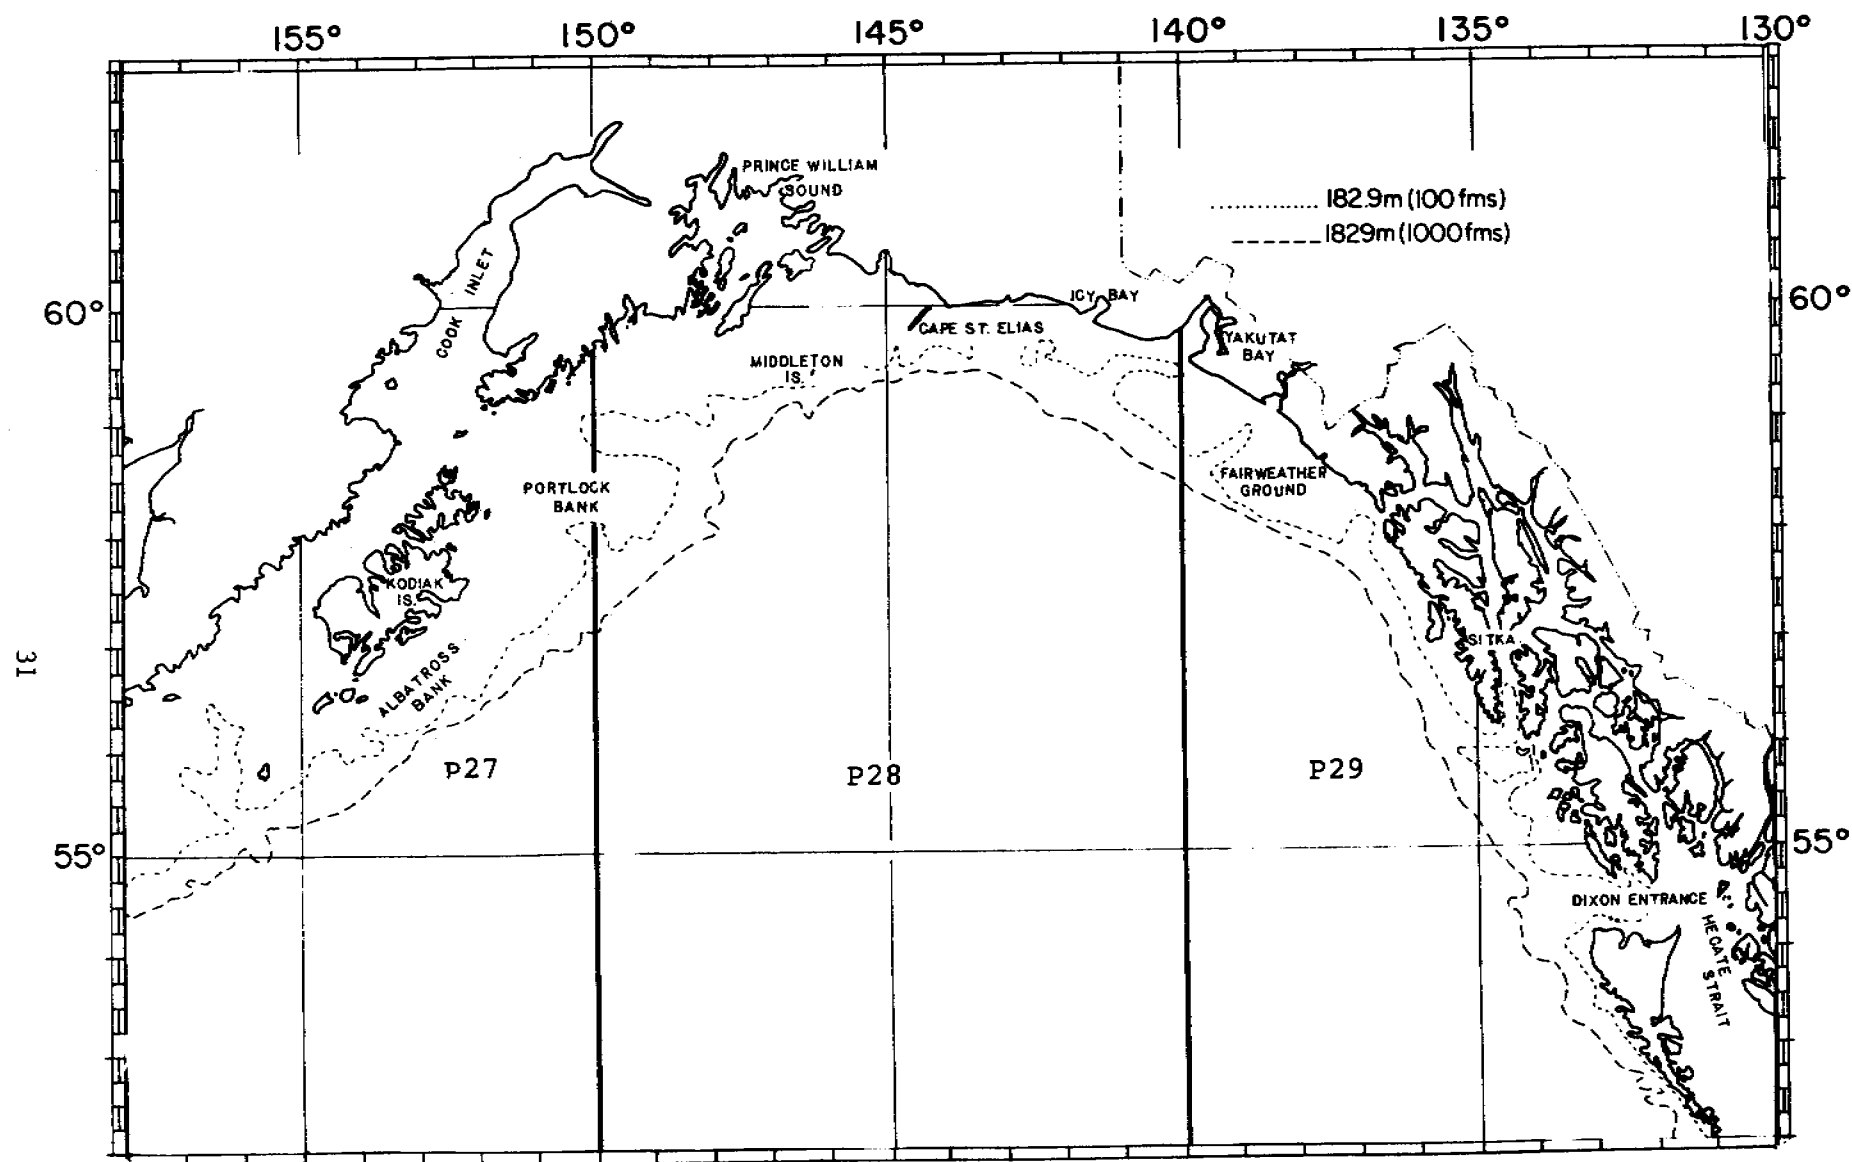 155° 150° 145° 140° 135° 130°
PRINCE WILLIAM
SOUND
182.9m (100 fms)
1829m (1000 fms)
COOK INLET
60°
ICY BAY
60°
CAPE ST. ELIAS
YAKUTAT
BAY
MIDDLETON
IS.
FAIRWEATHER
GROUND
PORTLOCK
BANK
KODIAK
IS.
SITKA
31
ALBATROSS
BANK
P27
P28
P29
55°
55°
DIXON ENTRANCE
HECATE
STRAIT